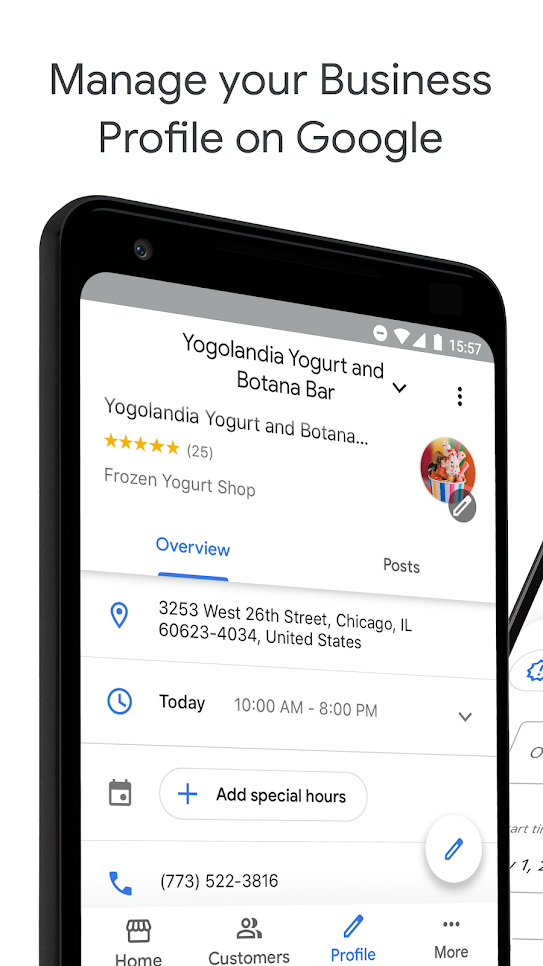 Manage your Business
Profile on Google
15:57
Yogolandia Yogurt and
Botana Bar
Yogolandia Yogurt and Botana...
(25)
Frozen Yogurt Shop
Overview
Posts
3253 West 26th Street, Chicago, IL
60623-4034, United States
Today 10:00 AM - 8:00 PM
Add special hours
(773) 522-3816
Home
Customers
Profile
More